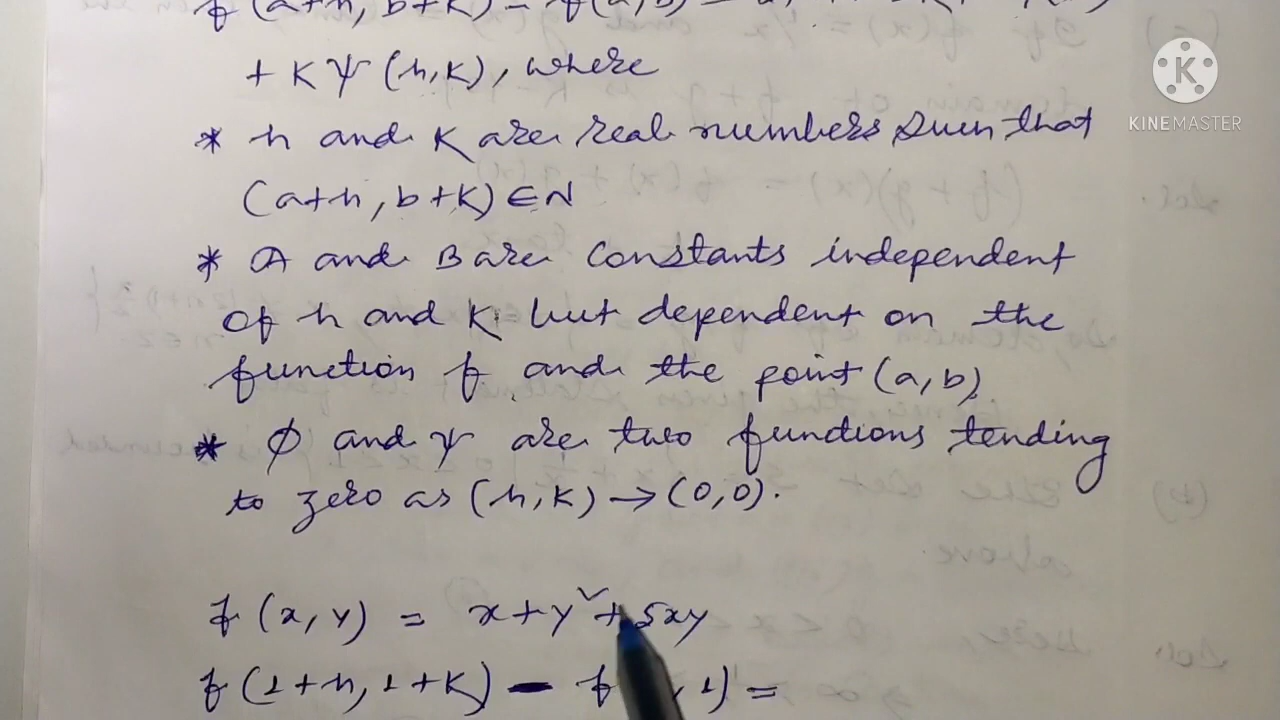 f(a+h, b+k) - f(a,b) =
+ Kψ(h,K), where
KINEMASTER
* h and K are real numbers such that
(a+h, b+K) ∈ N
* A and B are constants independent
of h and K but dependent on the
function f and the point (a,b)
* φ and ψ are two functions tending
to zero as (h,K) → (0,0).
f(x,y) = x+y²+5xy
f(1+h, 1+K) - f , 1) =